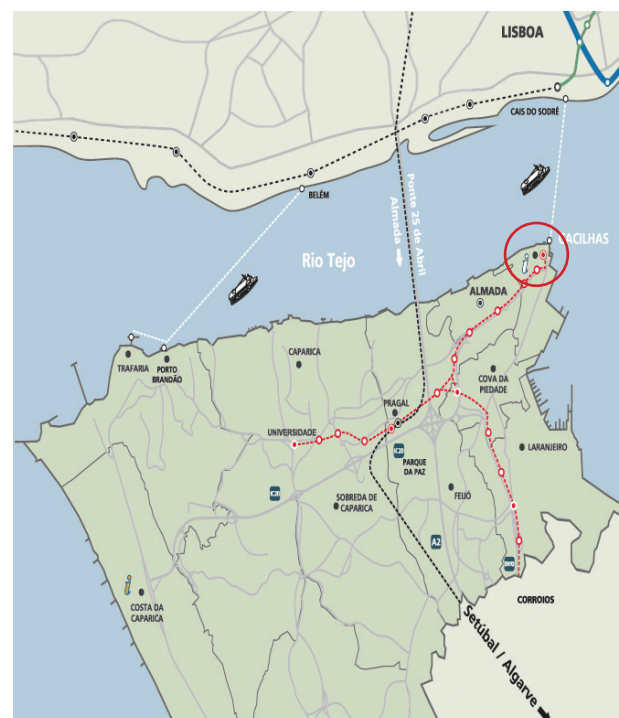 LISBOA
CAIS DO SODRÉ
BELÉM
Ponte 25 de Abril
Almada
Rio Tejo
CACILHAS
i
ALMADA
TRAFARIA
PORTO
BRANDÃO
CAPARICA
COVA DA
PIEDADE
PRAGAL
UNIVERSIDADE
LARANJEIRO
IC20
PARQUE
DA PAZ
IC20
SOBREDA DE
CAPARICA
FEIJÓ
A2
i
COSTA DA
CAPARICA
CORROIOS
Setúbal / Algarve